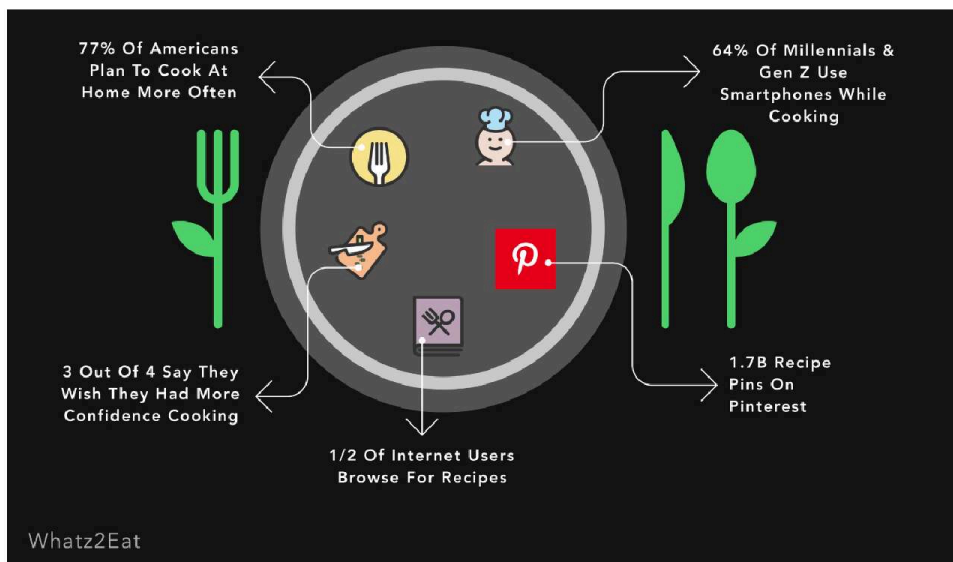 77% Of Americans
Plan To Cook At
Home More Often
64% Of Millennials &
Gen Z Use
Smartphones While
Cooking
3 Out Of 4 Say They
Wish They Had More
Confidence Cooking
1.7B Recipe
Pins On
Pinterest
1/2 Of Internet Users
Browse For Recipes
Whatz2Eat